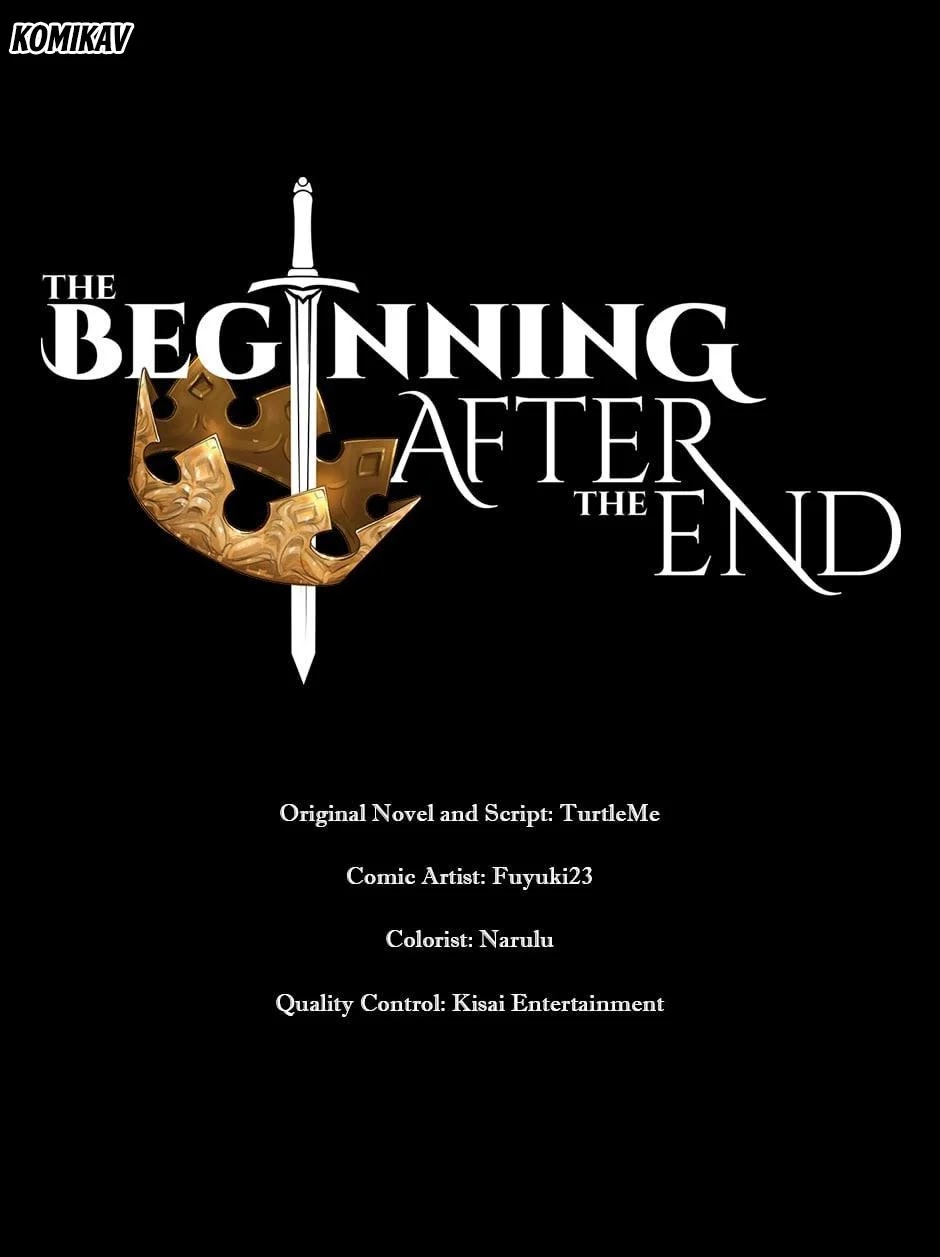 KOMIKAV
THE
BEGINNING
AFTER
THE END
Original Novel and Script: TurtleMe
Comic Artist: Fuyuki23
Colorist: Narulu
Quality Control: Kisai Entertainment